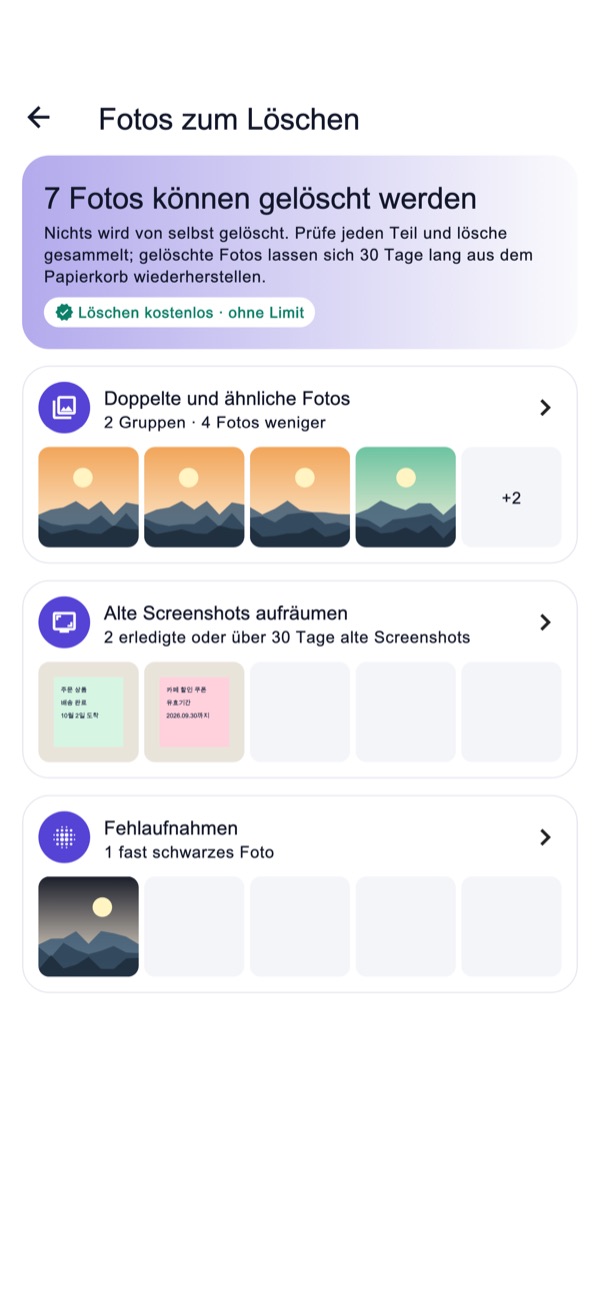 Fotos zum Löschen
7 Fotos können gelöscht werden
Nichts wird von selbst gelöscht. Prüfe jeden Teil und lösche
gesammelt; gelöschte Fotos lassen sich 30 Tage lang aus dem
Papierkorb wiederherstellen.
Löschen kostenlos · ohne Limit
Doppelte und ähnliche Fotos
2 Gruppen · 4 Fotos weniger
+2
Alte Screenshots aufräumen
2 erledigte oder über 30 Tage alte Screenshots
주문 상품
배송 완료
10월 2일 도착
카페 할인 쿠폰
유효기간
2026.09.30까지
Fehlaufnahmen
1 fast schwarzes Foto